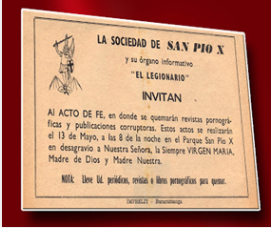 LA SOCIEDAD DE SAN PIO X
y su órgano informativo
"EL LEGIONARIO"
INVITAN
Al ACTO DE FE, en donde se quemarán revistas pornográ-
ficas y publicaciones corruptoras. Estos actos se realizarán
el 13 de Mayo, a las 8 de la noche en el Parque San Pío X
en desagravio a Nuestra Señora, la Siempre VIRGEN MARIA,
Madre de Dios y Madre Nuestra.
NOTA: Lleve Ud. periódicos, revistas o libros pornográficos para quemar.
IMPRELIT - Bucaramanga